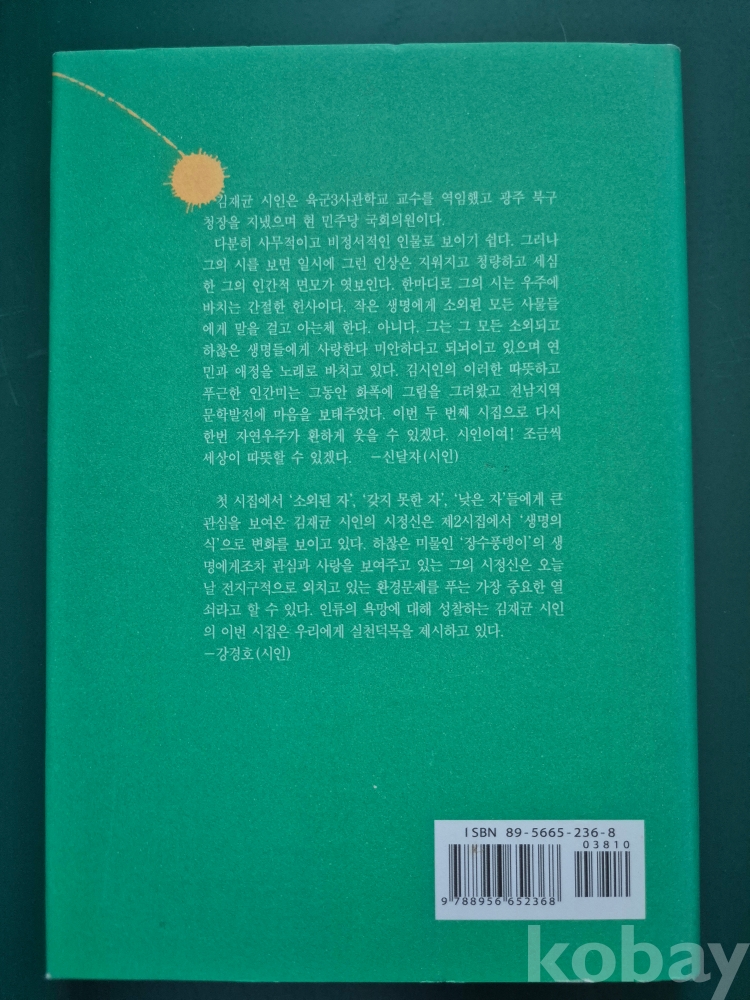 김재균 시인은 육군3사관학교 교수를 역임했고 광주 북구
청장을 지냈으며 현 민주당 국회의원이다.
다분히 사무적이고 비정서적인 인물로 보이기 쉽다. 그러나
그의 시를 보면 일시에 그런 인상은 지워지고 청량하고 세심
한 그의 인간적 면모가 엿보인다. 한마디로 그의 시는 우주에
바치는 간절한 헌사이다. 작은 생명에게 소외된 모든 사물들
에게 말을 걸고 아는체 한다. 아니다. 그는 그 모든 소외되고
하찮은 생명들에게 사랑한다 미안하다고 되뇌어고 있으며 연
민과 애정을 노래로 바치고 있다. 김시인의 이러한 따뜻하고
푸근한 인간미는 그동안 화폭에 그림을 그려왔고 전남지역
문학발전에 마음을 보태주었다. 이번 두 번째 시집으로 다시
한번 자연우주가 환하게 웃을 수 있겠다. 시인이여! 조금씩
세상이 따뜻할 수 있겠다. –신달자(시인)
첫 시집에서 '소외된 자', '갖지 못한 자', '낮은 자'들에게 큰
관심을 보여온 김재균 시인의 시정신은 제2시집에서 '생명의
식'으로 변화를 보이고 있다. 하찮은 미물인 '장수풍뎅이'의 생
명에게조차 관심과 사랑을 보여주고 있는 그의 시정신은 오늘
날 전지구적으로 외치고 있는 환경문제를 푸는 가장 중요한 열
쇠라고 할 수 있다. 인류의 욕망에 대해 성찰하는 김재균 시인
의 이번 시집은 우리에게 실천덕목을 제시하고 있다.
–강경호(시인)
ISBN 89-5665-236-8
03810
9 788956 652368
kobay